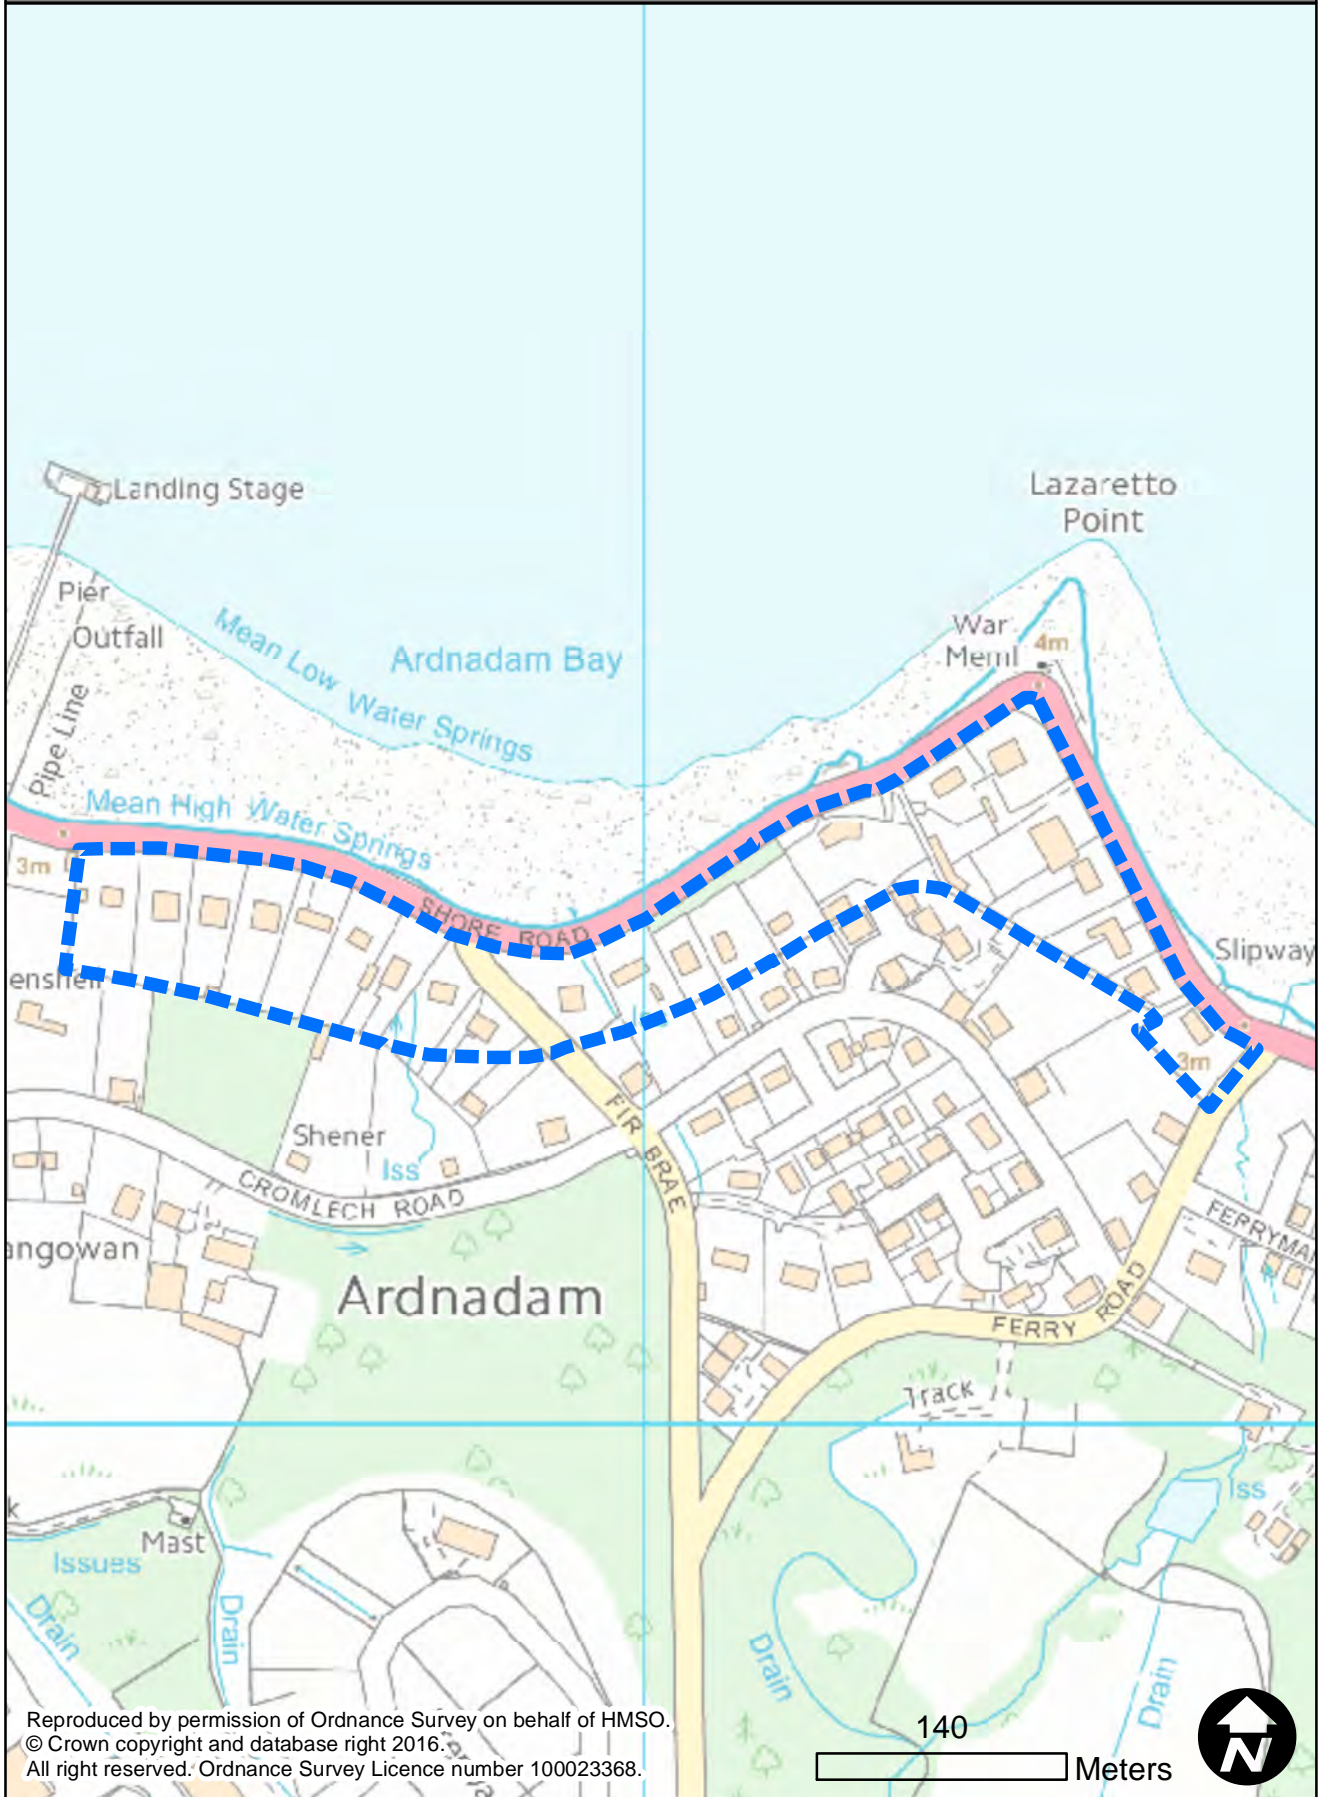 Landing Stage
Lazaretto
Point
Pier
Outfall
War
Meml
4m
Mean Low Water Springs
Ardnadam Bay
Pipe Line
Mean High Water Springs
3m
SHORE ROAD
Slipway
3m
FIR BRAE
Shener
Iss
CROMLECH ROAD
FERRYMA
angowan
Ardnadam
FERRY ROAD
Track
Iss
k
Mast
Issues
Drain
Drain
Drain
Drain
Reproduced by permission of Ordnance Survey on behalf of HMSO.
© Crown copyright and database right 2016.
All right reserved. Ordnance Survey Licence number 100023368.
140
Meters
N